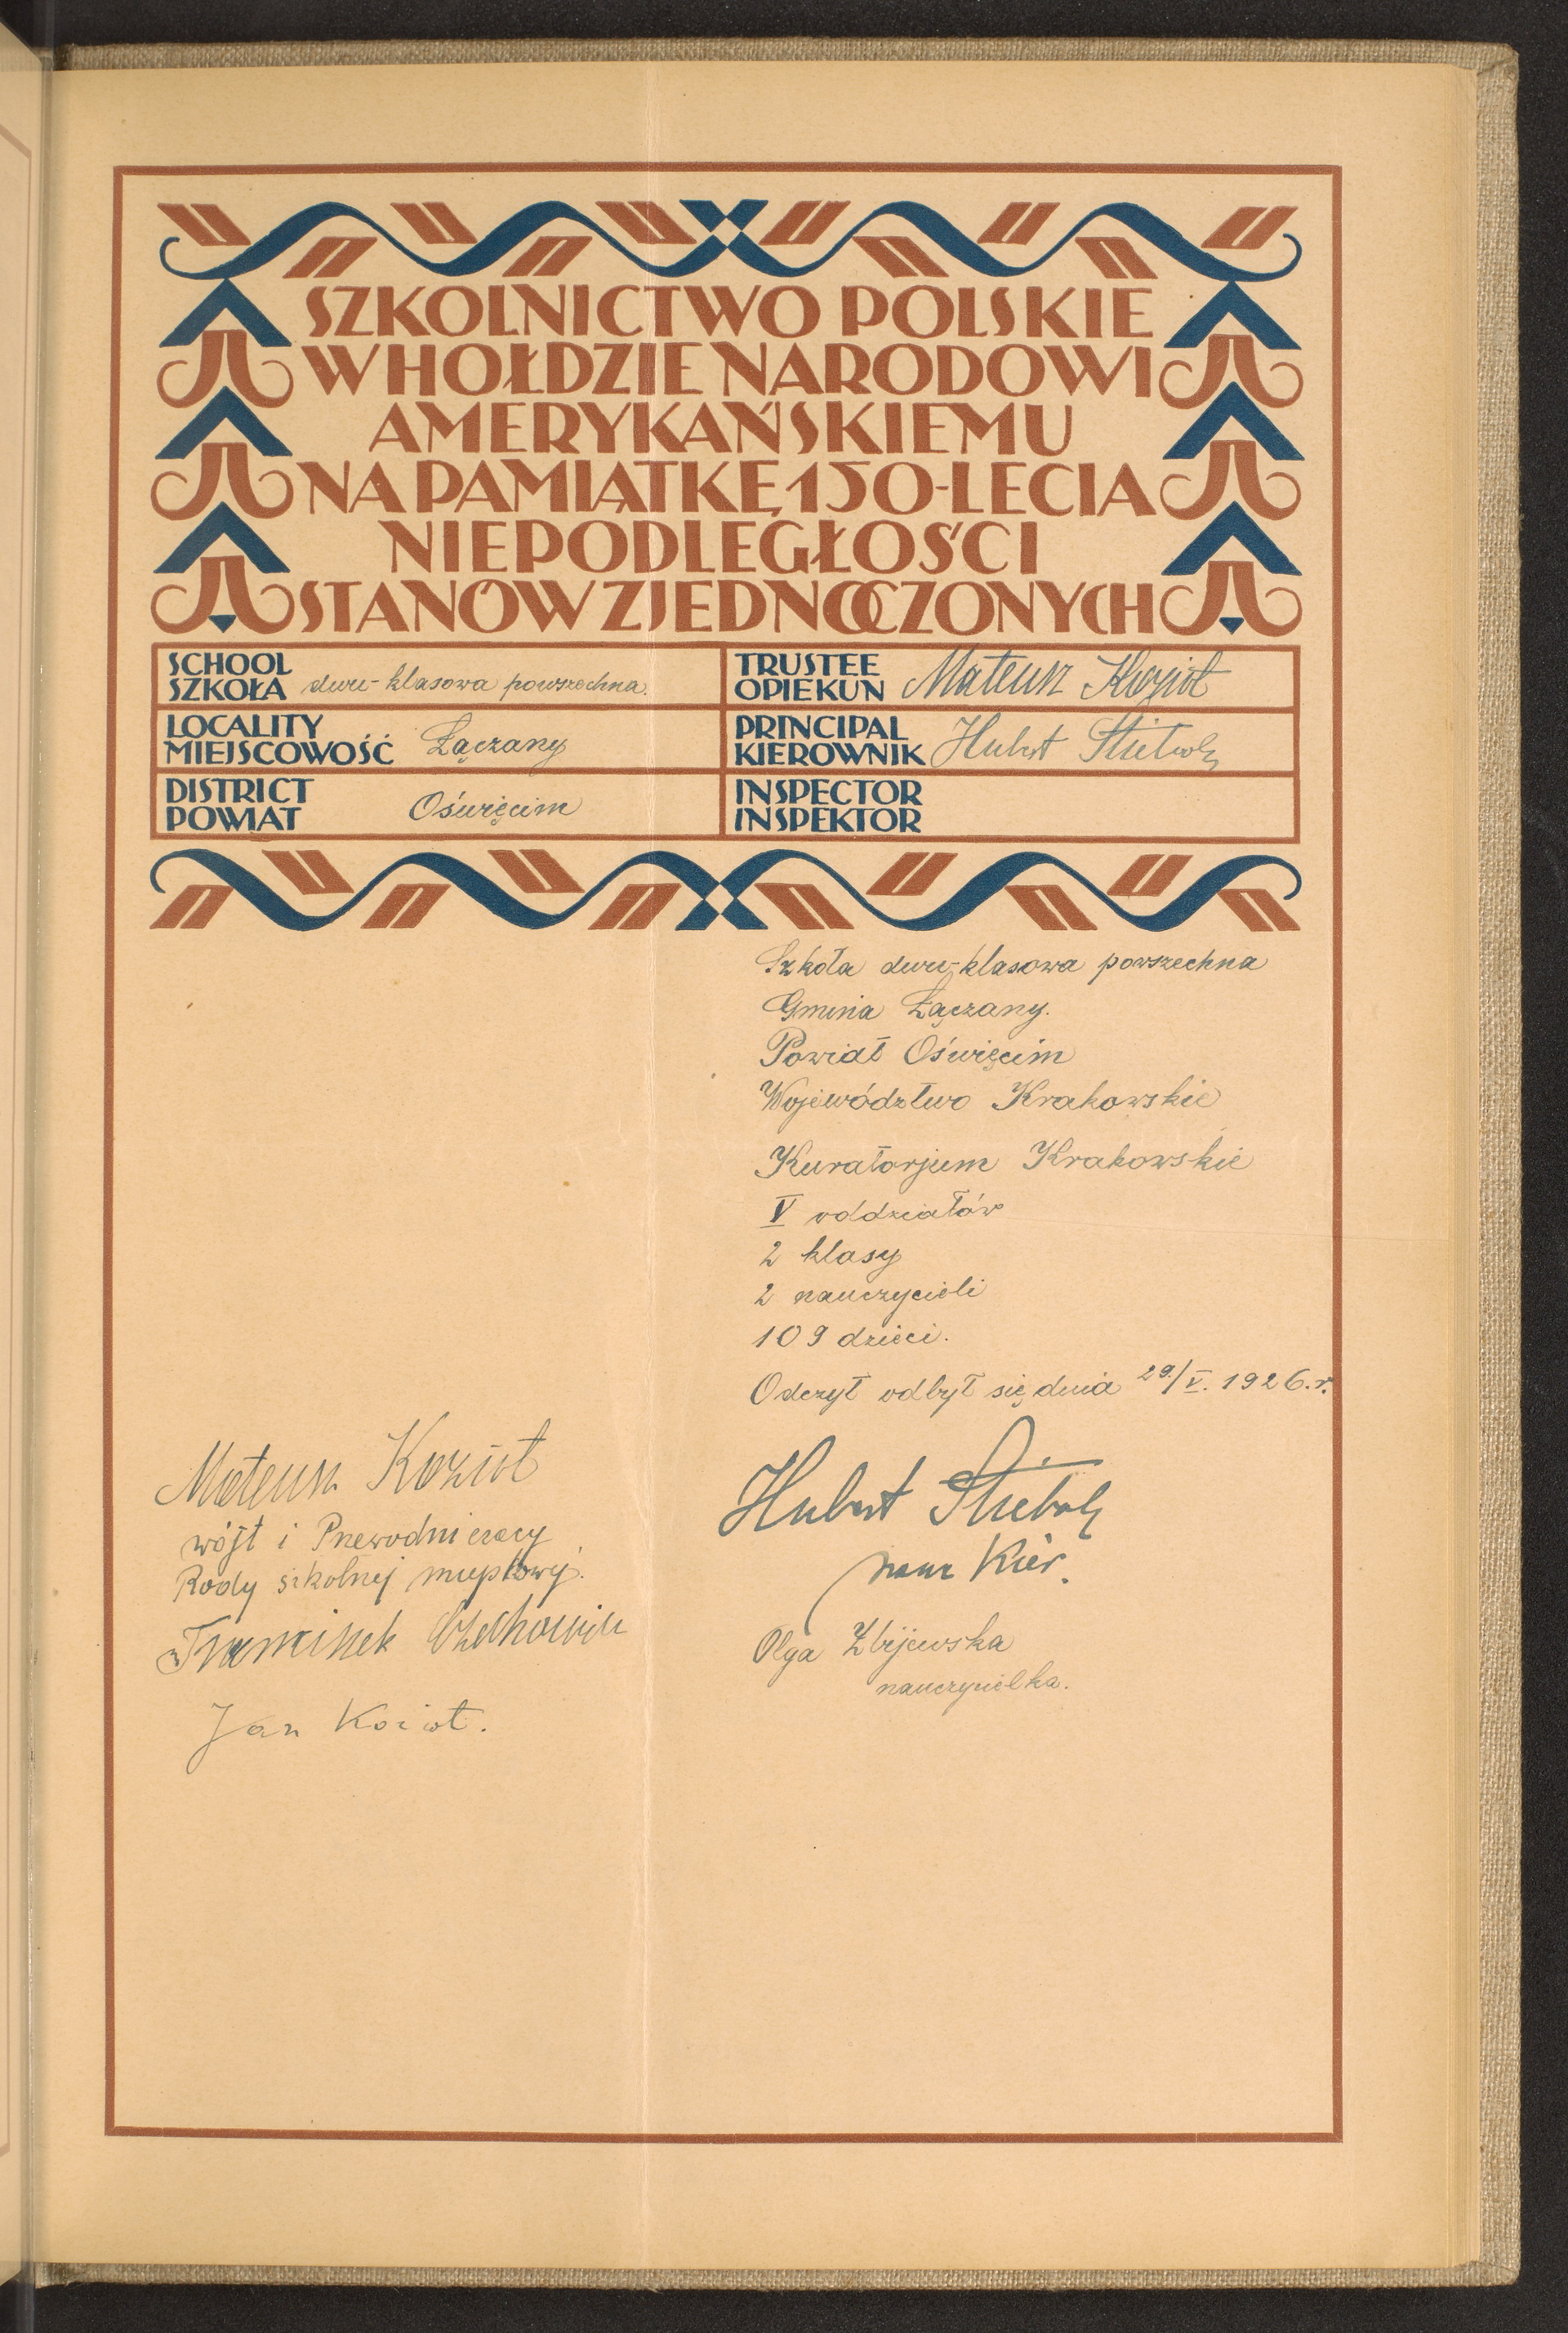 SZKOLNICTWO POLSKIE
W HOŁDZIE NARODOWI
AMERYKAŃSKIEMU
NA PAMIĄTKĘ 150-LECIA
NIEPODLEGŁOŚCI
STANÓW ZJEDNOCZONYCH
SCHOOL
SZKOŁA dwu-klasowa powszechna.
TRUSTEE
OPIEKUN Mateusz Kozioł
LOCALITY
MIEJSCOWOŚĆ Łączany
PRINCIPAL
KIEROWNIK Hubert
DISTRICT
POWIAT Oświęcim
INSPECTOR
INSPEKTOR
Szkoła dwu-klasowa powszechna
Gmina Łączany.
Powiat Oświęcim
Województwo Krakowskie
Kuratorjum Krakowskie
V oddziałów
2 klasy
2 nauczycieli
109 dzieci.
Odczyt odbył się dnia 29./V. 1926. r.
Mateusz Kozioł
wójt i Przewodniczący
Rady szkolnej miejscowej.
Franciszek
Jan Kozioł.
Hubert
Kier.
Olga Zbijewska
nauczycielka.